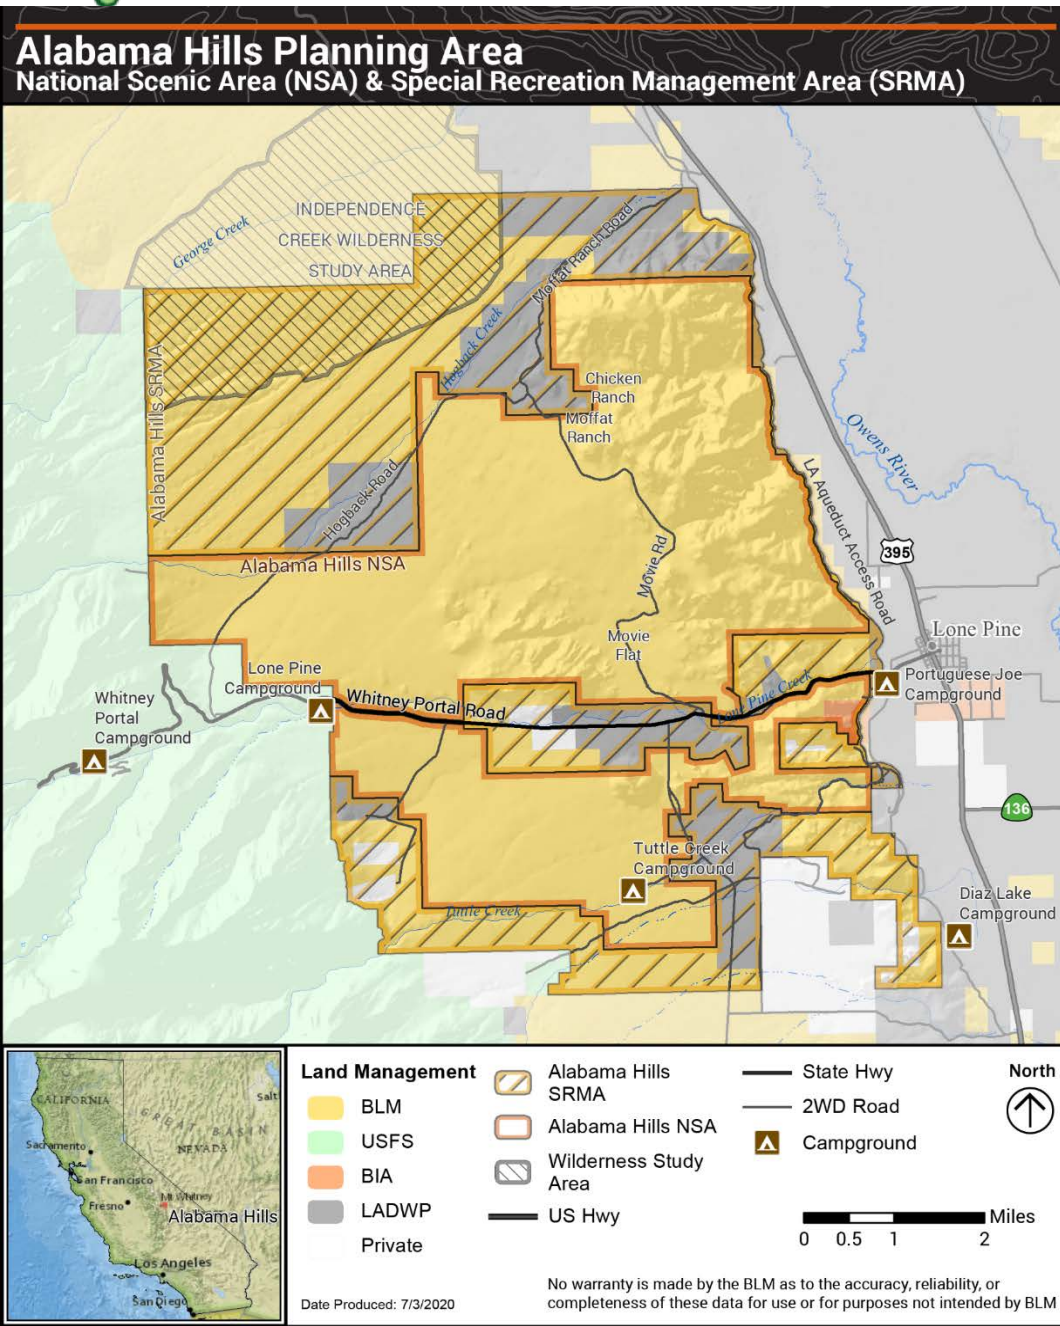 Alabama Hills Planning Area
National Scenic Area (NSA) & Special Recreation Management Area (SRMA)
INDEPENDENCE
CREEK WILDERNESS
STUDY AREA
George Creek
Moffat Ranch Road
Hogback Creek
Alabama Hills SRMA
Chicken
Ranch
Moffat
Ranch
Owens River
Hogback Road
LA Aqueduct Access Road
395
Alabama Hills NSA
Movie Rd
Movie
Flat
Lone Pine
Lone Pine
Campground
Whitney Portal Road
Lone Pine Creek
Portuguese Joe
Campground
Whitney
Portal
Campground
136
Tuttle Creek
Campground
Tuttle Creek
Diaz Lake
Campground
CALIFORNIA
Salt
GREAT BASIN
NEVADA
Sacramento
San Francisco
Fresno
Mt Whitney
Alabama Hills
Los Angeles
San Diego
Land Management
BLM
USFS
BIA
LADWP
Private
Date Produced: 7/3/2020
Alabama Hills
SRMA
Alabama Hills NSA
Wilderness Study
Area
US Hwy
State Hwy
2WD Road
Campground
North
Miles
0 0.5 1 2
No warranty is made by the BLM as to the accuracy, reliability, or
completeness of these data for use or for purposes not intended by BLM